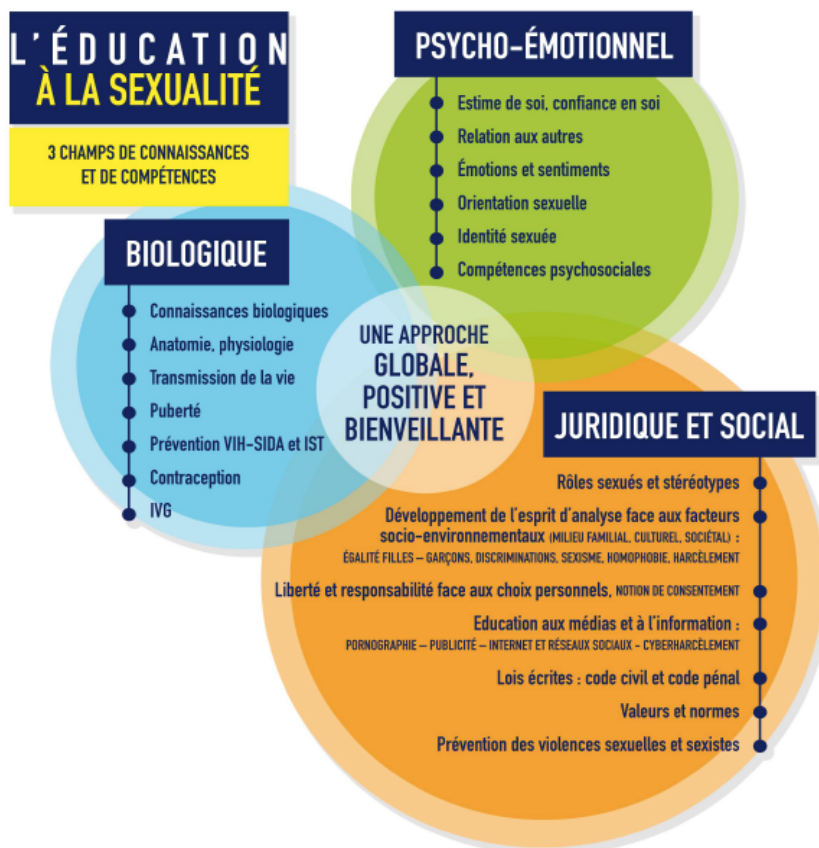 L'ÉDUCATION
À LA SEXUALITÉ
3 CHAMPS DE CONNAISSANCES
ET DE COMPÉTENCES
PSYCHO-ÉMOTIONNEL
Estime de soi, confiance en soi
Relation aux autres
Émotions et sentiments
Orientation sexuelle
Identité sexuée
Compétences psychosociales
BIOLOGIQUE
Connaissances biologiques
Anatomie, physiologie
Transmission de la vie
Puberté
Prévention VIH-SIDA et IST
Contraception
IVG
UNE APPROCHE
GLOBALE,
POSITIVE ET
BIENVEILLANTE
JURIDIQUE ET SOCIAL
Rôles sexués et stéréotypes
Développement de l'esprit d'analyse face aux facteurs
socio-environnementaux (MILIEU FAMILIAL, CULTUREL, SOCIÉTAL) :
ÉGALITÉ FILLES – GARÇONS, DISCRIMINATIONS, SEXISME, HOMOPHOBIE, HARCÈLEMENT
Liberté et responsabilité face aux choix personnels, NOTION DE CONSENTEMENT
Education aux médias et à l'information :
PORNOGRAPHIE – PUBLICITÉ – INTERNET ET RÉSEAUX SOCIAUX - CYBERHARCÈLEMENT
Lois écrites : code civil et code pénal
Valeurs et normes
Prévention des violences sexuelles et sexistes